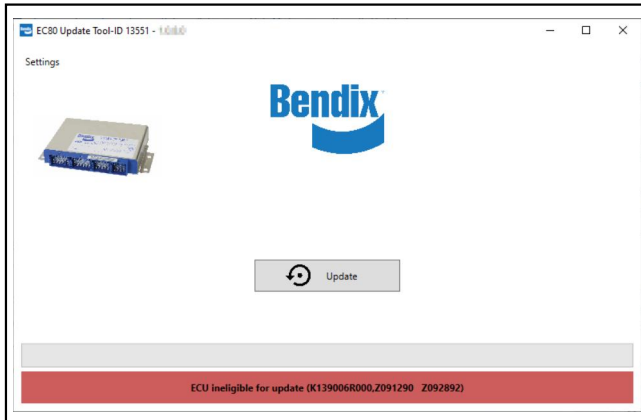 EC80 Update Tool-ID 13551 -
Settings
Bendix
Update
ECU ineligible for update (K139006R000,Z091290 Z092892)